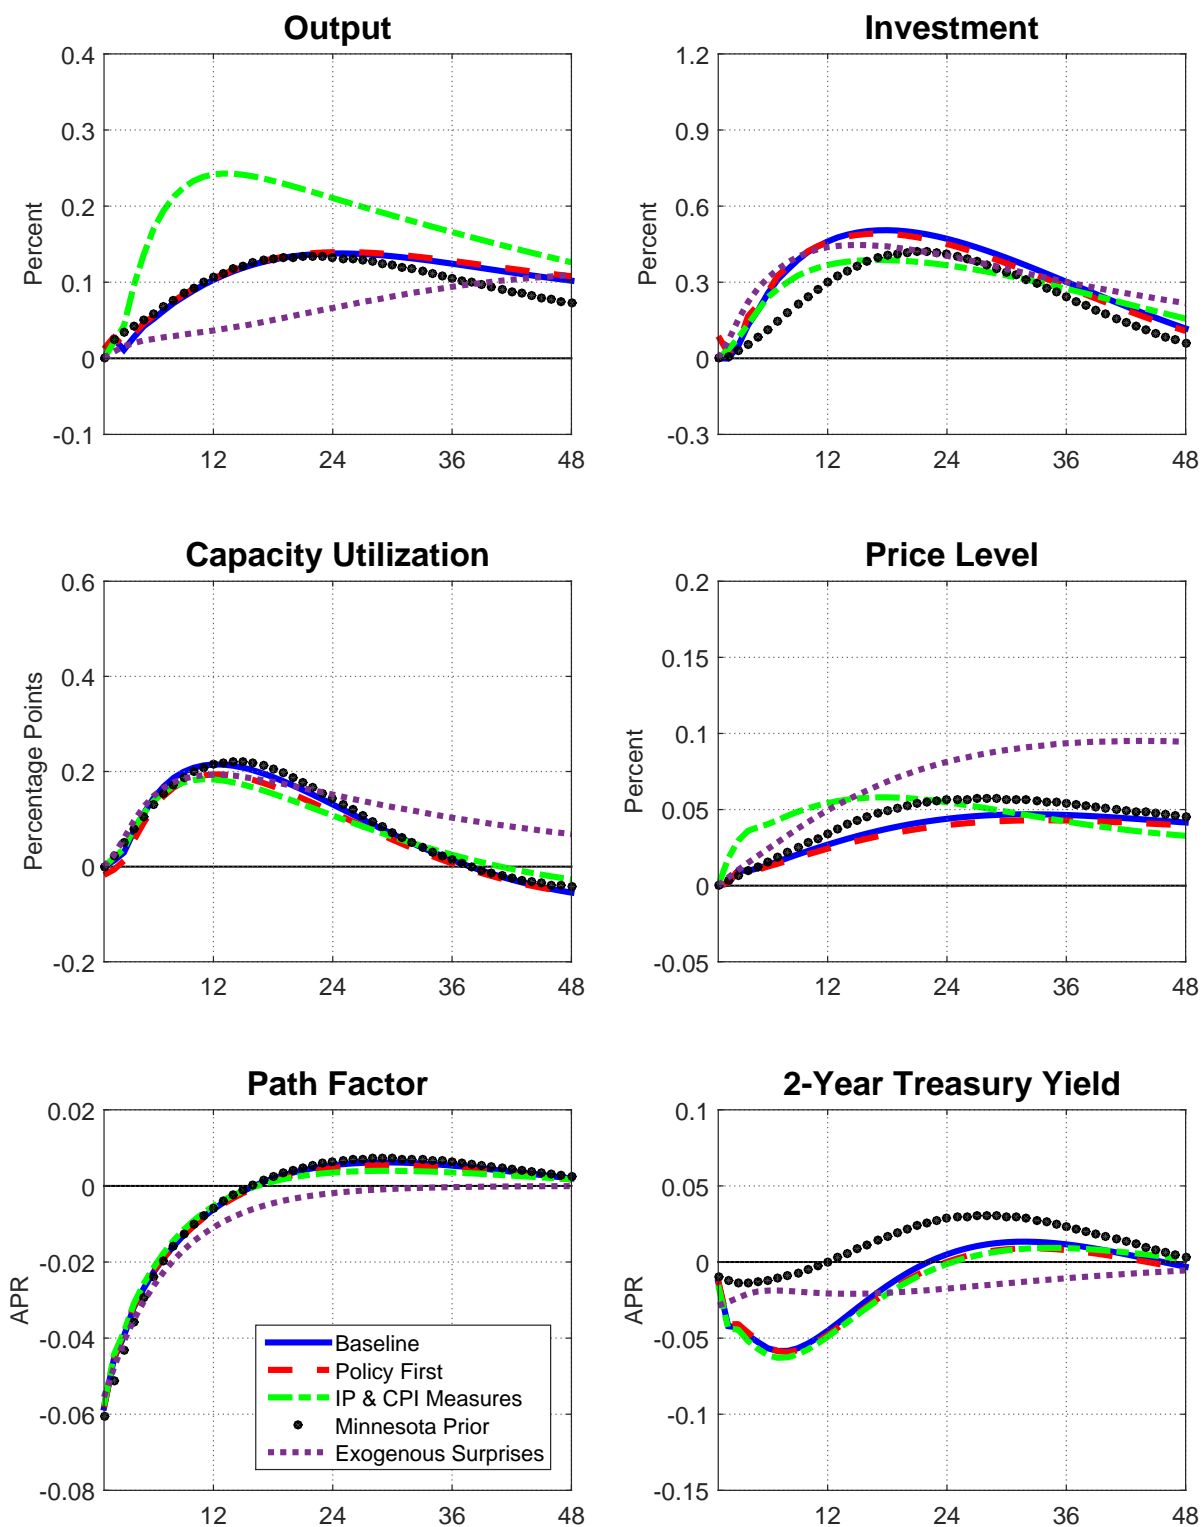 Output
Percent
0.4
0.3
0.2
0.1
0
-0.1
12 24 36 48
Investment
Percent
1.2
0.9
0.6
0.3
0
-0.3
12 24 36 48
Capacity Utilization
Percentage Points
0.6
0.4
0.2
0
-0.2
12 24 36 48
Price Level
Percent
0.2
0.15
0.1
0.05
0
-0.05
12 24 36 48
Path Factor
APR
0.02
0
-0.02
-0.04
-0.06
-0.08
12 24 36 48
Baseline
Policy First
IP & CPI Measures
Minnesota Prior
Exogenous Surprises
2-Year Treasury Yield
APR
0.1
0.05
0
-0.05
-0.1
-0.15
12 24 36 48